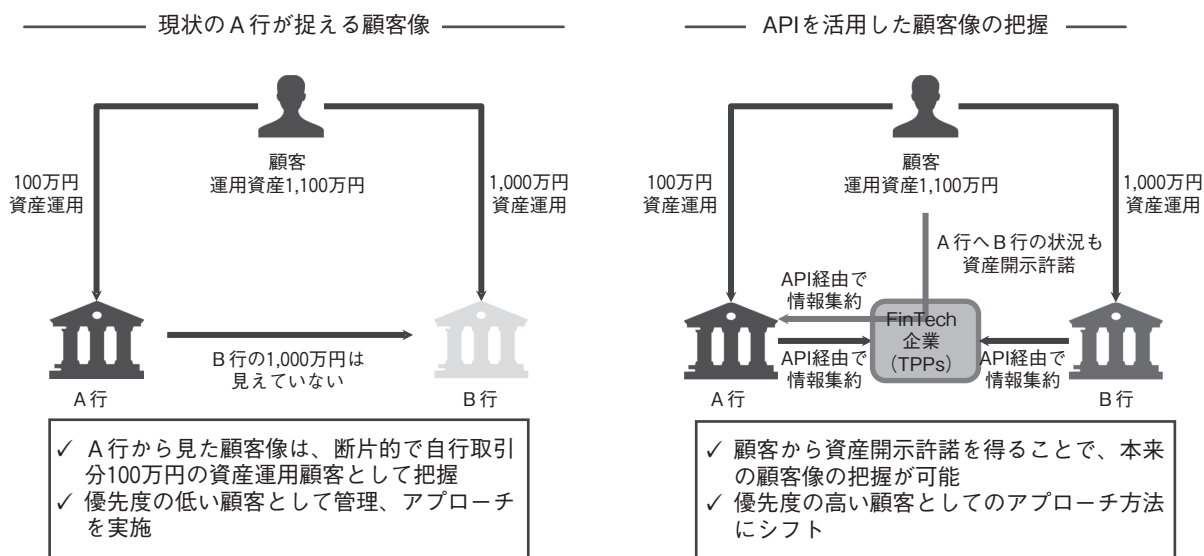 現状のA行が捉える顧客像
顧客
運用資産1,100万円
100万円
資産運用
1,000万円
資産運用
B行の1,000万円は
見えていない
A行
B行
✓ A行から見た顧客像は、断片的で自行取引
分100万円の資産運用顧客として把握
✓ 優先度の低い顧客として管理、アプローチ
を実施
APIを活用した顧客像の把握
顧客
運用資産1,100万円
100万円
資産運用
1,000万円
資産運用
A行へB行の状況も
資産開示許諾
API経由で
情報集約
FinTech
企業
（TPPs）
API経由で
情報集約
API経由で
情報集約
A行
B行
✓ 顧客から資産開示許諾を得ることで、本来
の顧客像の把握が可能
✓ 優先度の高い顧客としてのアプローチ方法
にシフト